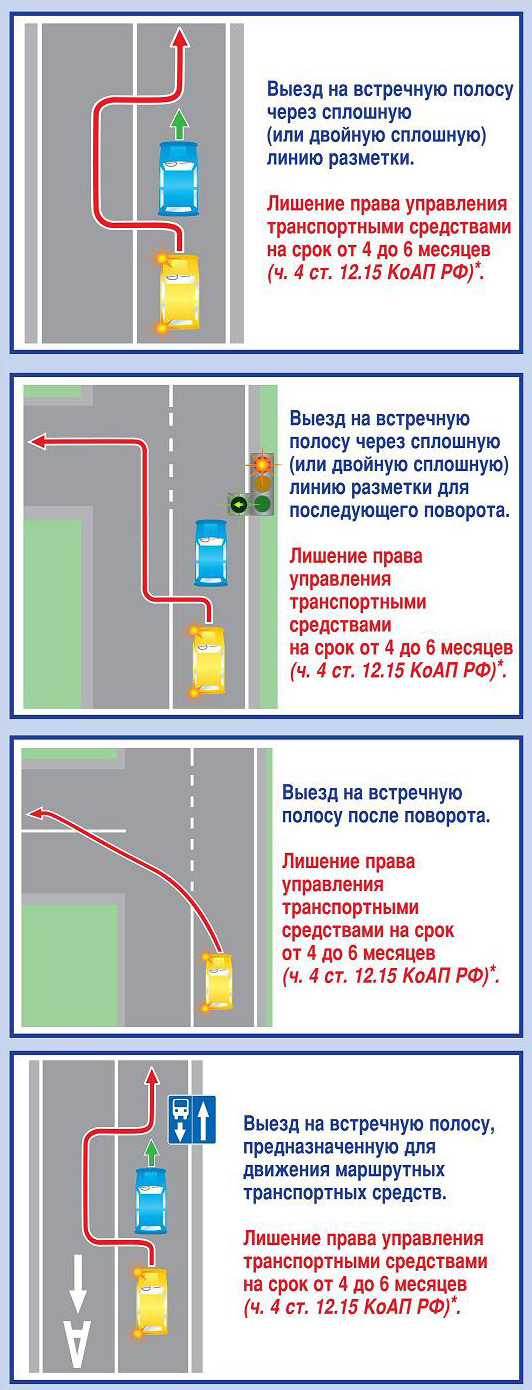 Выезд на встречную полосу
через сплошную
(или двойную сплошную)
линию разметки.
Лишение права управления
транспортными средствами
на срок от 4 до 6 месяцев
(ч. 4 ст. 12.15 КоАП РФ)*.
Выезд на встречную
полосу через сплошную
(или двойную сплошную)
линию разметки для
последующего поворота.
Лишение права
управления
транспортными
средствами
на срок от 4 до 6 месяцев
(ч. 4 ст. 12.15 КоАП РФ)*.
Выезд на встречную
полосу после поворота.
Лишение права
управления
транспортными
средствами на срок
от 4 до 6 месяцев
(ч. 4 ст. 12.15 КоАП РФ)*.
Выезд на встречную полосу,
предназначенную для
движения маршрутных
транспортных средств.
Лишение права управления
транспортными средствами
на срок от 4 до 6 месяцев
(ч. 4 ст. 12.15 КоАП РФ)*.
А